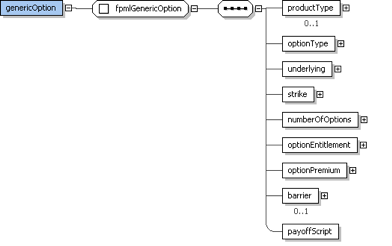 genericOption
fpmlGenericOption
productType
0..1
optionType
underlying
strike
numberOfOptions
optionEntitlement
optionPremium
barrier
0..1
payoffScript